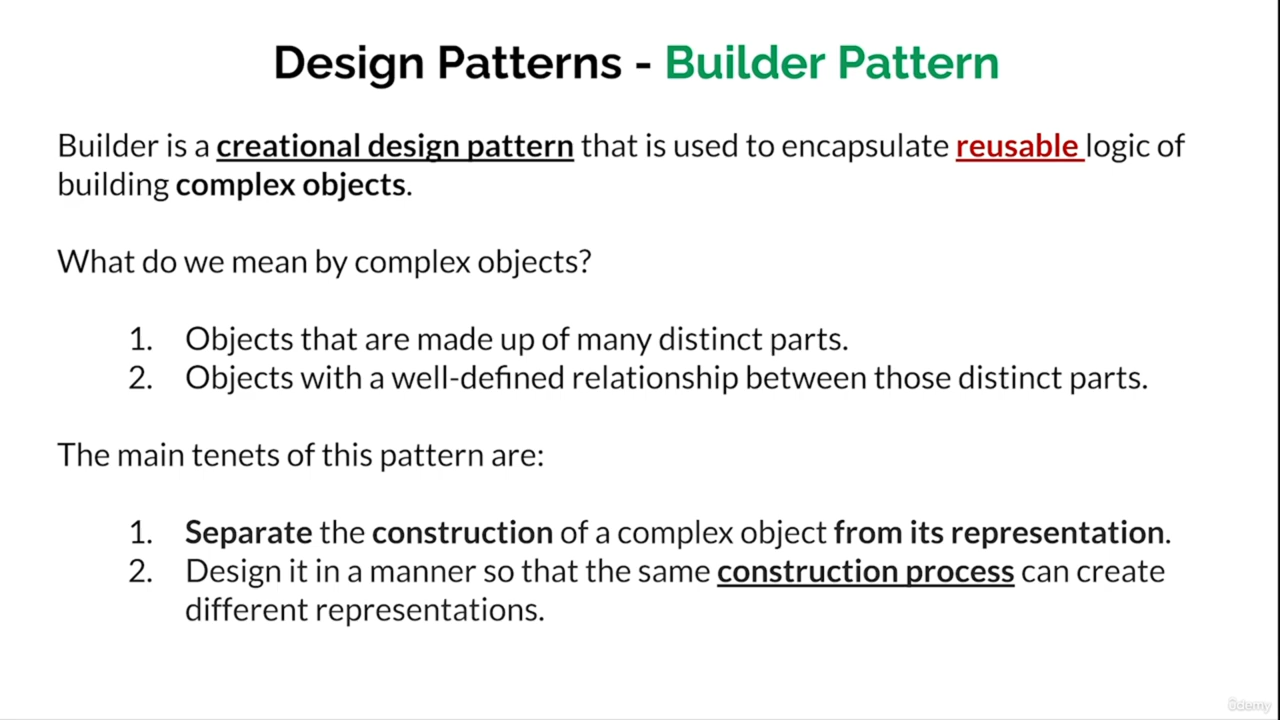 Design Patterns - Builder Pattern
Builder is a creational design pattern that is used to encapsulate reusable logic of
building complex objects.
What do we mean by complex objects?
1. Objects that are made up of many distinct parts.
2. Objects with a well-defined relationship between those distinct parts.
The main tenets of this pattern are:
1. Separate the construction of a complex object from its representation.
2. Design it in a manner so that the same construction process can create
different representations.
ûdemy